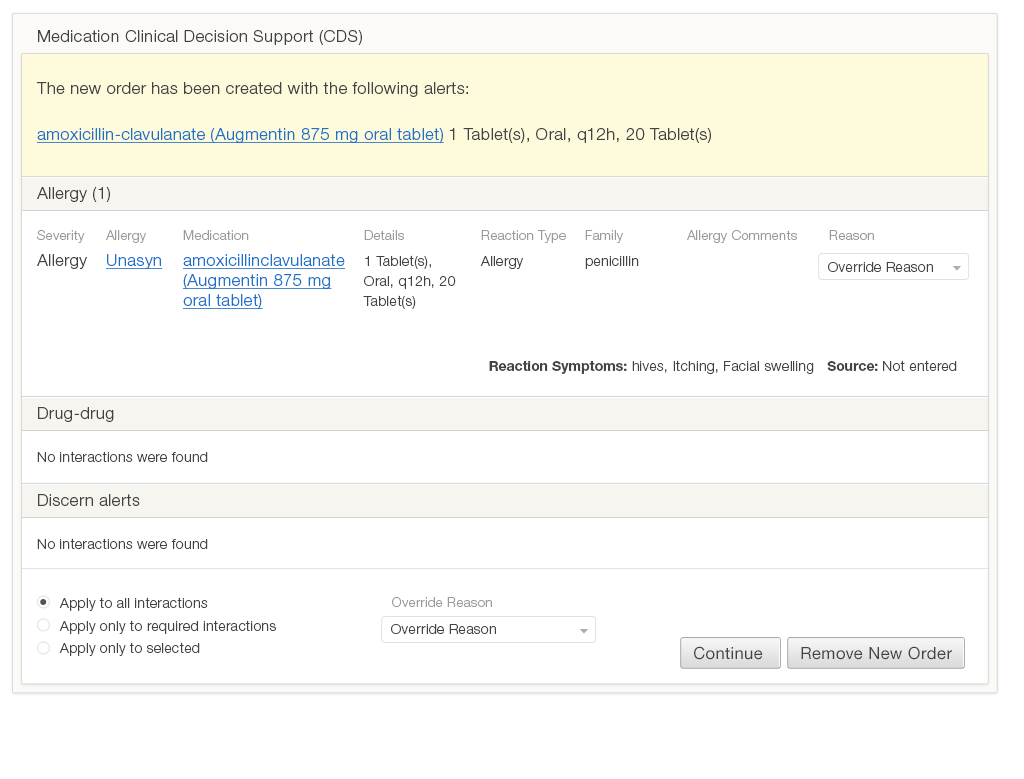 Medication Clinical Decision Support (CDS)
The new order has been created with the following alerts:
amoxicillin-clavulanate (Augmentin 875 mg oral tablet) 1 Tablet(s), Oral, q12h, 20 Tablet(s)
Allergy (1)
Severity Allergy Medication Details Reaction Type Family Allergy Comments Reason
Allergy Unasyn amoxicillinclavulanate 1 Tablet(s), Allergy penicillin Override Reason
(Augmentin 875 mg Oral, q12h, 20
oral tablet) Tablet(s)
Reaction Symptoms: hives, Itching, Facial swelling Source: Not entered
Drug-drug
No interactions were found
Discern alerts
No interactions were found
Apply to all interactions Override Reason
Apply only to required interactions Override Reason
Apply only to selected
Continue Remove New Order